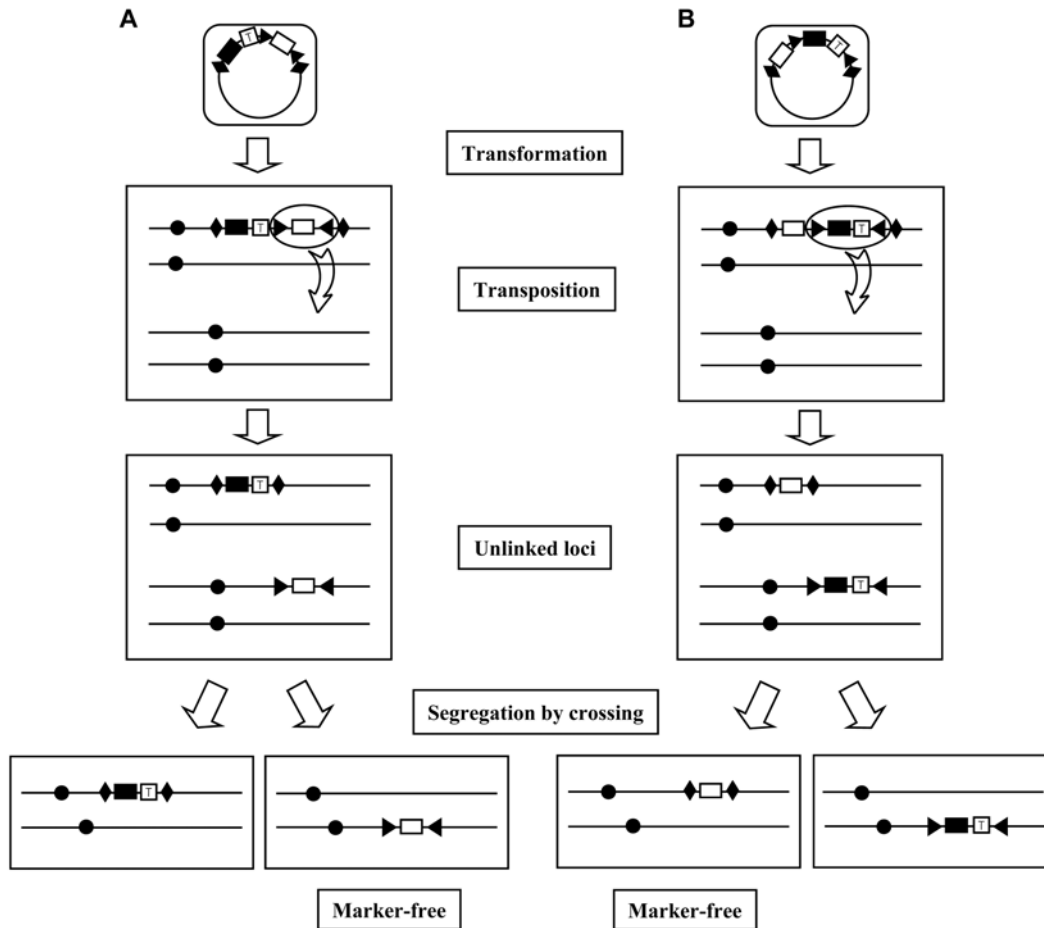 A
B
T
T
Transformation
T
T
Transposition
T
Unlinked loci
T
Segregation by crossing
T
T
Marker-free
Marker-free